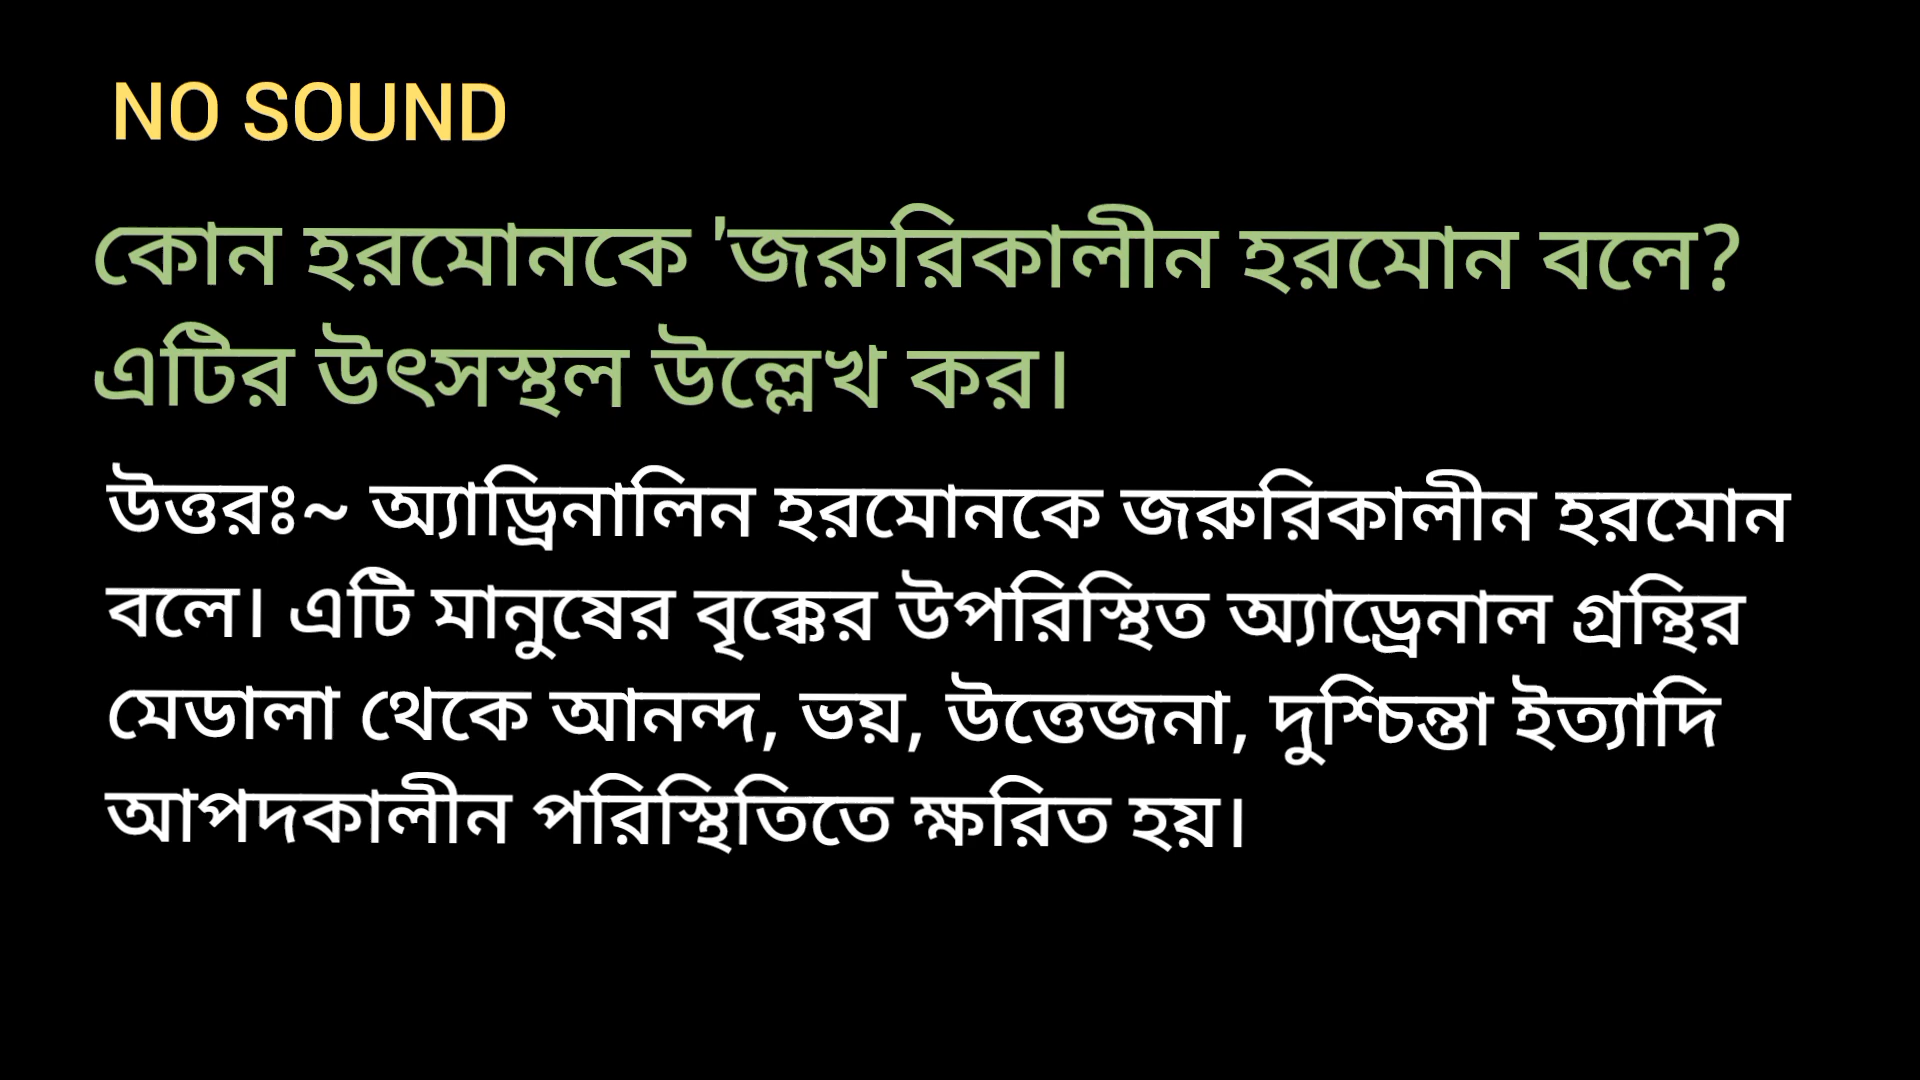 NO SOUND
কোন হরমোনকে 'জরুরিকালীন হরমোন বলে?
এটির উৎসস্থল উল্লেখ কর।
উত্তরঃ~ অ্যাড্রিনালিন হরমোনকে জরুরিকালীন হরমোন
বলে। এটি মানুষের বৃক্কের উপরিস্থিত অ্যাড্রেনাল গ্রন্থির
মেডালা থেকে আনন্দ, ভয়, উত্তেজনা, দুশ্চিন্তা ইত্যাদি
আপদকালীন পরিস্থিতিতে ক্ষরিত হয়।